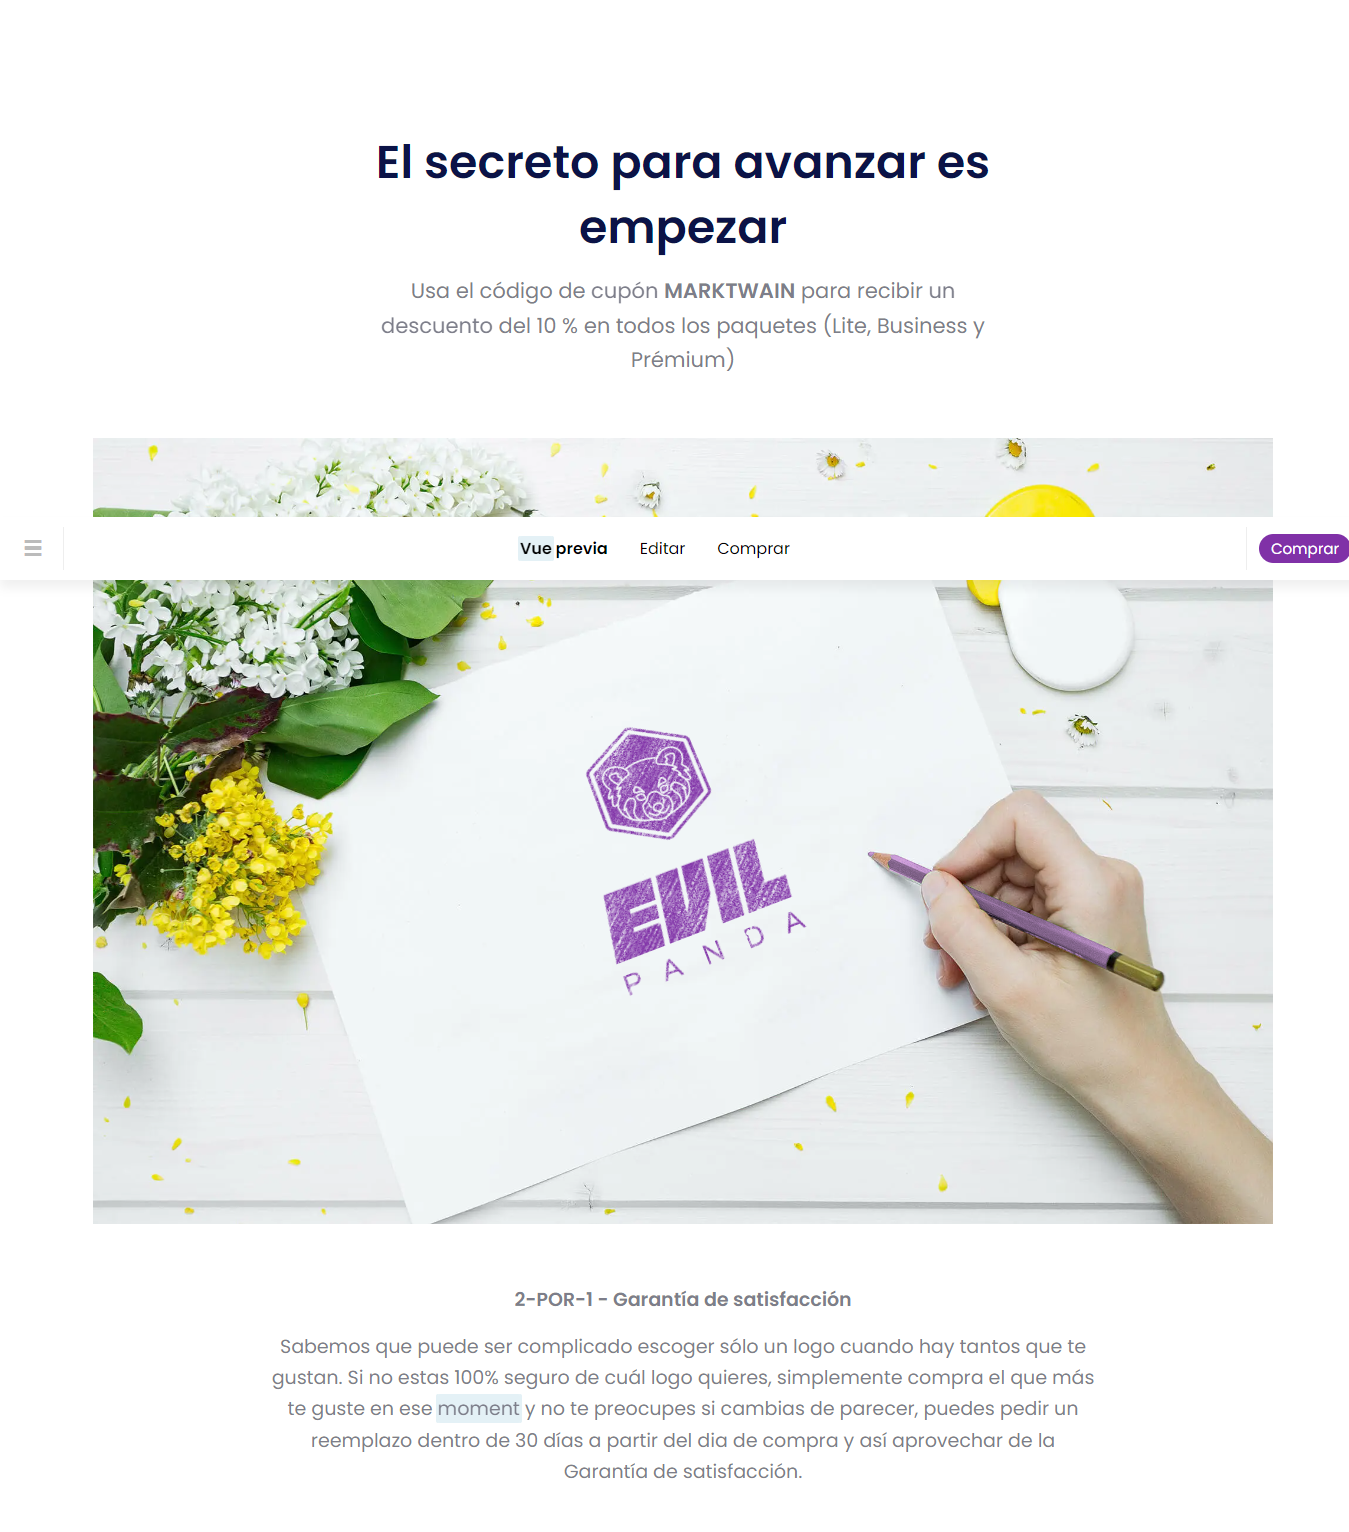 El secreto para avanzar es
empezar
Usa el código de cupón MARKTWAIN para recibir un
descuento del 10 % en todos los paquetes (Lite, Business y
Prémium)
Vue previa Editar Comprar Comprar
EVIL
PANDA
2-POR-1 - Garantía de satisfacción
Sabemos que puede ser complicado escoger sólo un logo cuando hay tantos que te
gustan. Si no estas 100% seguro de cuál logo quieres, simplemente compra el que más
te guste en ese moment y no te preocupes si cambias de parecer, puedes pedir un
reemplazo dentro de 30 días a partir del dia de compra y así aprovechar de la
Garantía de satisfacción.